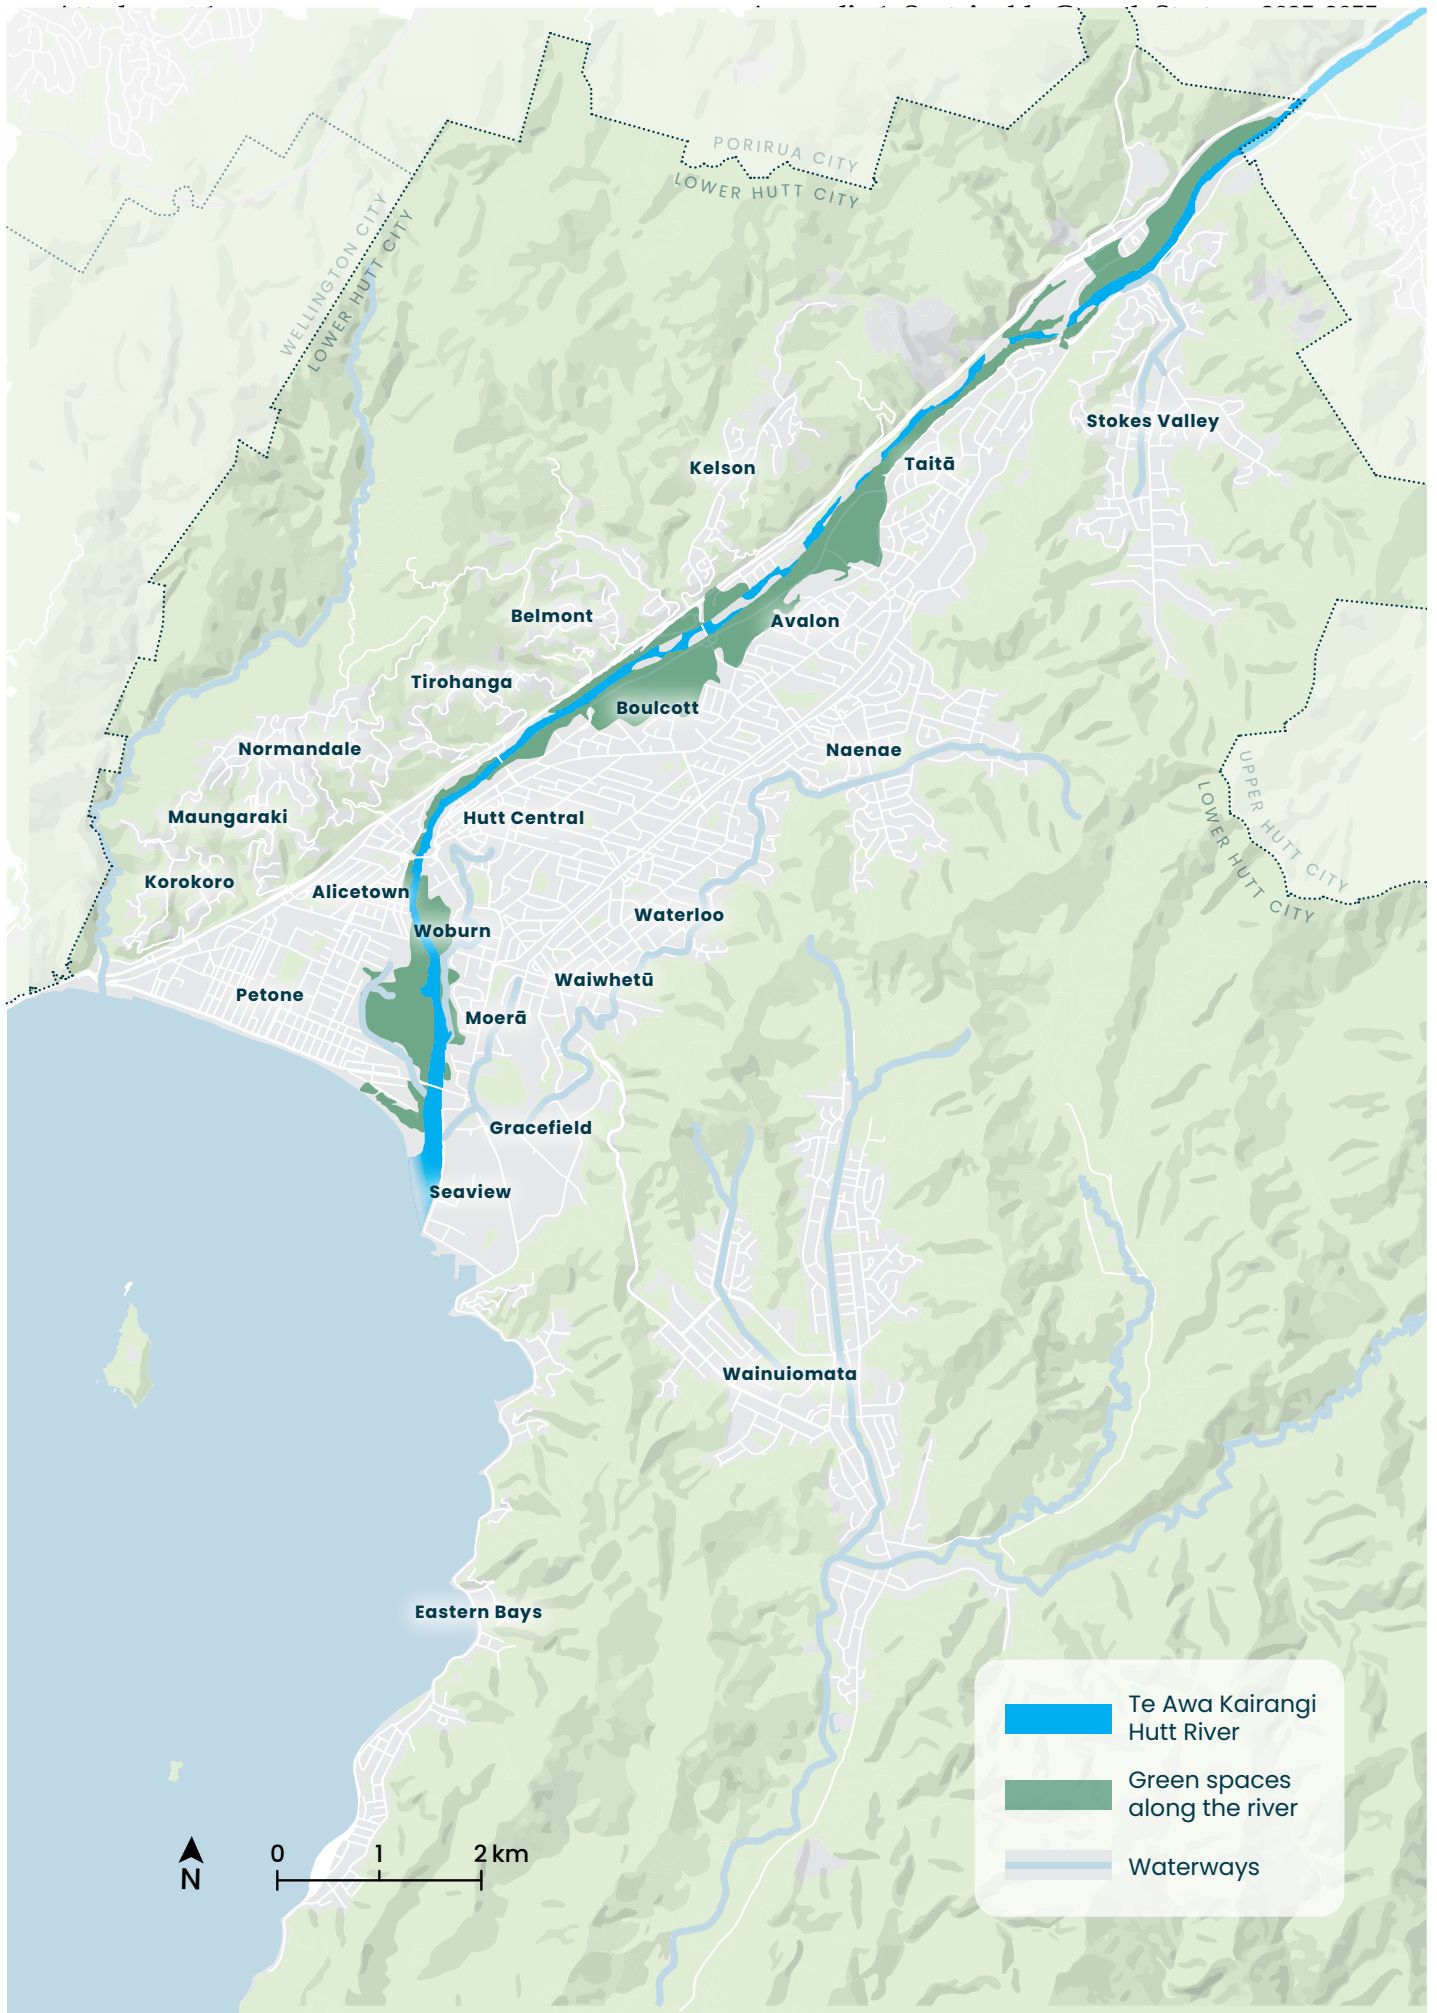 PORIRUA CITY
LOWER HUTT CITY
WELLINGTON CITY
LOWER HUTT CITY
Stokes Valley
Kelson
Taitā
Belmont
Avalon
Tirohanga
Boulcott
Normandale
Naenae
UPPER HUTT CITY
LOWER HUTT CITY
Maungaraki
Hutt Central
Korokoro
Alicetown
Waterloo
Woburn
Waiwhetū
Petone
Moerā
Gracefield
Seaview
Wainuiomata
Eastern Bays
Te Awa Kairangi
Hutt River
Green spaces
along the river
Waterways
0 1 2 km
N